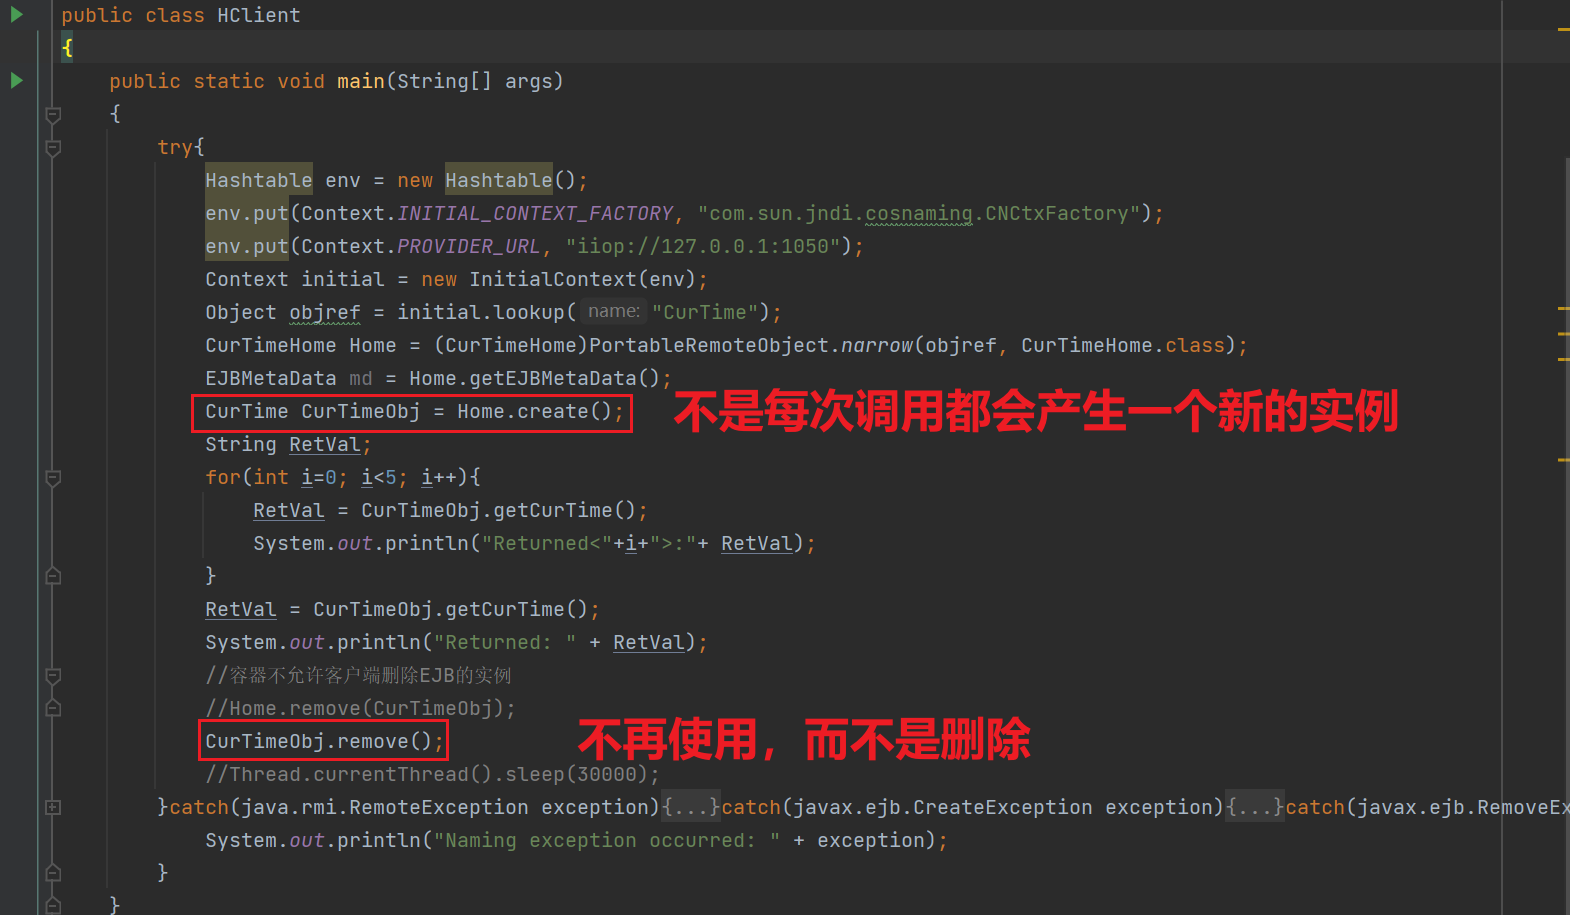 public class HClient
{
public static void main(String[] args)
{
try{
Hashtable env = new Hashtable();
env.put(Context.INITIAL_CONTEXT_FACTORY, "com.sun.jndi.cosnaming.CNCtxFactory");
env.put(Context.PROVIDER_URL, "iiop://127.0.0.1:1050");
Context initial = new InitialContext(env);
Object objref = initial.lookup( name: "CurTime");
CurTimeHome Home = (CurTimeHome)PortableRemoteObject.narrow(objref, CurTimeHome.class);
EJBMetaData md = Home.getEJBMetaData();
CurTime CurTimeObj = Home.create(); 不是每次调用都会产生一个新的实例
String RetVal;
for(int i=0; i<5; i++){
RetVal = CurTimeObj.getCurTime();
System.out.println("Returned<"+i+">:"+ RetVal);
}
RetVal = CurTimeObj.getCurTime();
System.out.println("Returned: " + RetVal);
//容器不允许客户端删除EJB的实例
//Home.remove(CurTimeObj);
CurTimeObj.remove(); 不再使用，而不是删除
//Thread.currentThread().sleep(30000);
}catch(java.rmi.RemoteException exception){...}catch(javax.ejb.CreateException exception){...}catch(javax.ejb.RemoveEx
System.out.println("Naming exception occurred: " + exception);
}
}